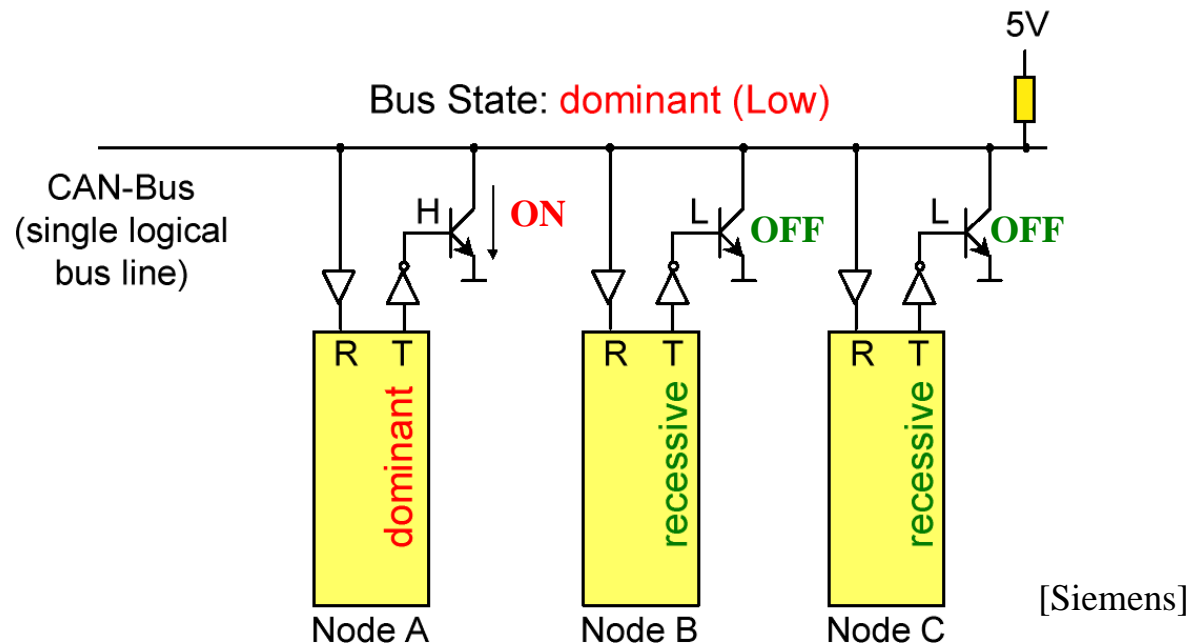 5V
Bus State: dominant (Low)
CAN-Bus
(single logical
bus line)
H
ON
L
OFF
L
OFF
R T
dominant
R T
recessive
R T
recessive
Node A
Node B
Node C
[Siemens]